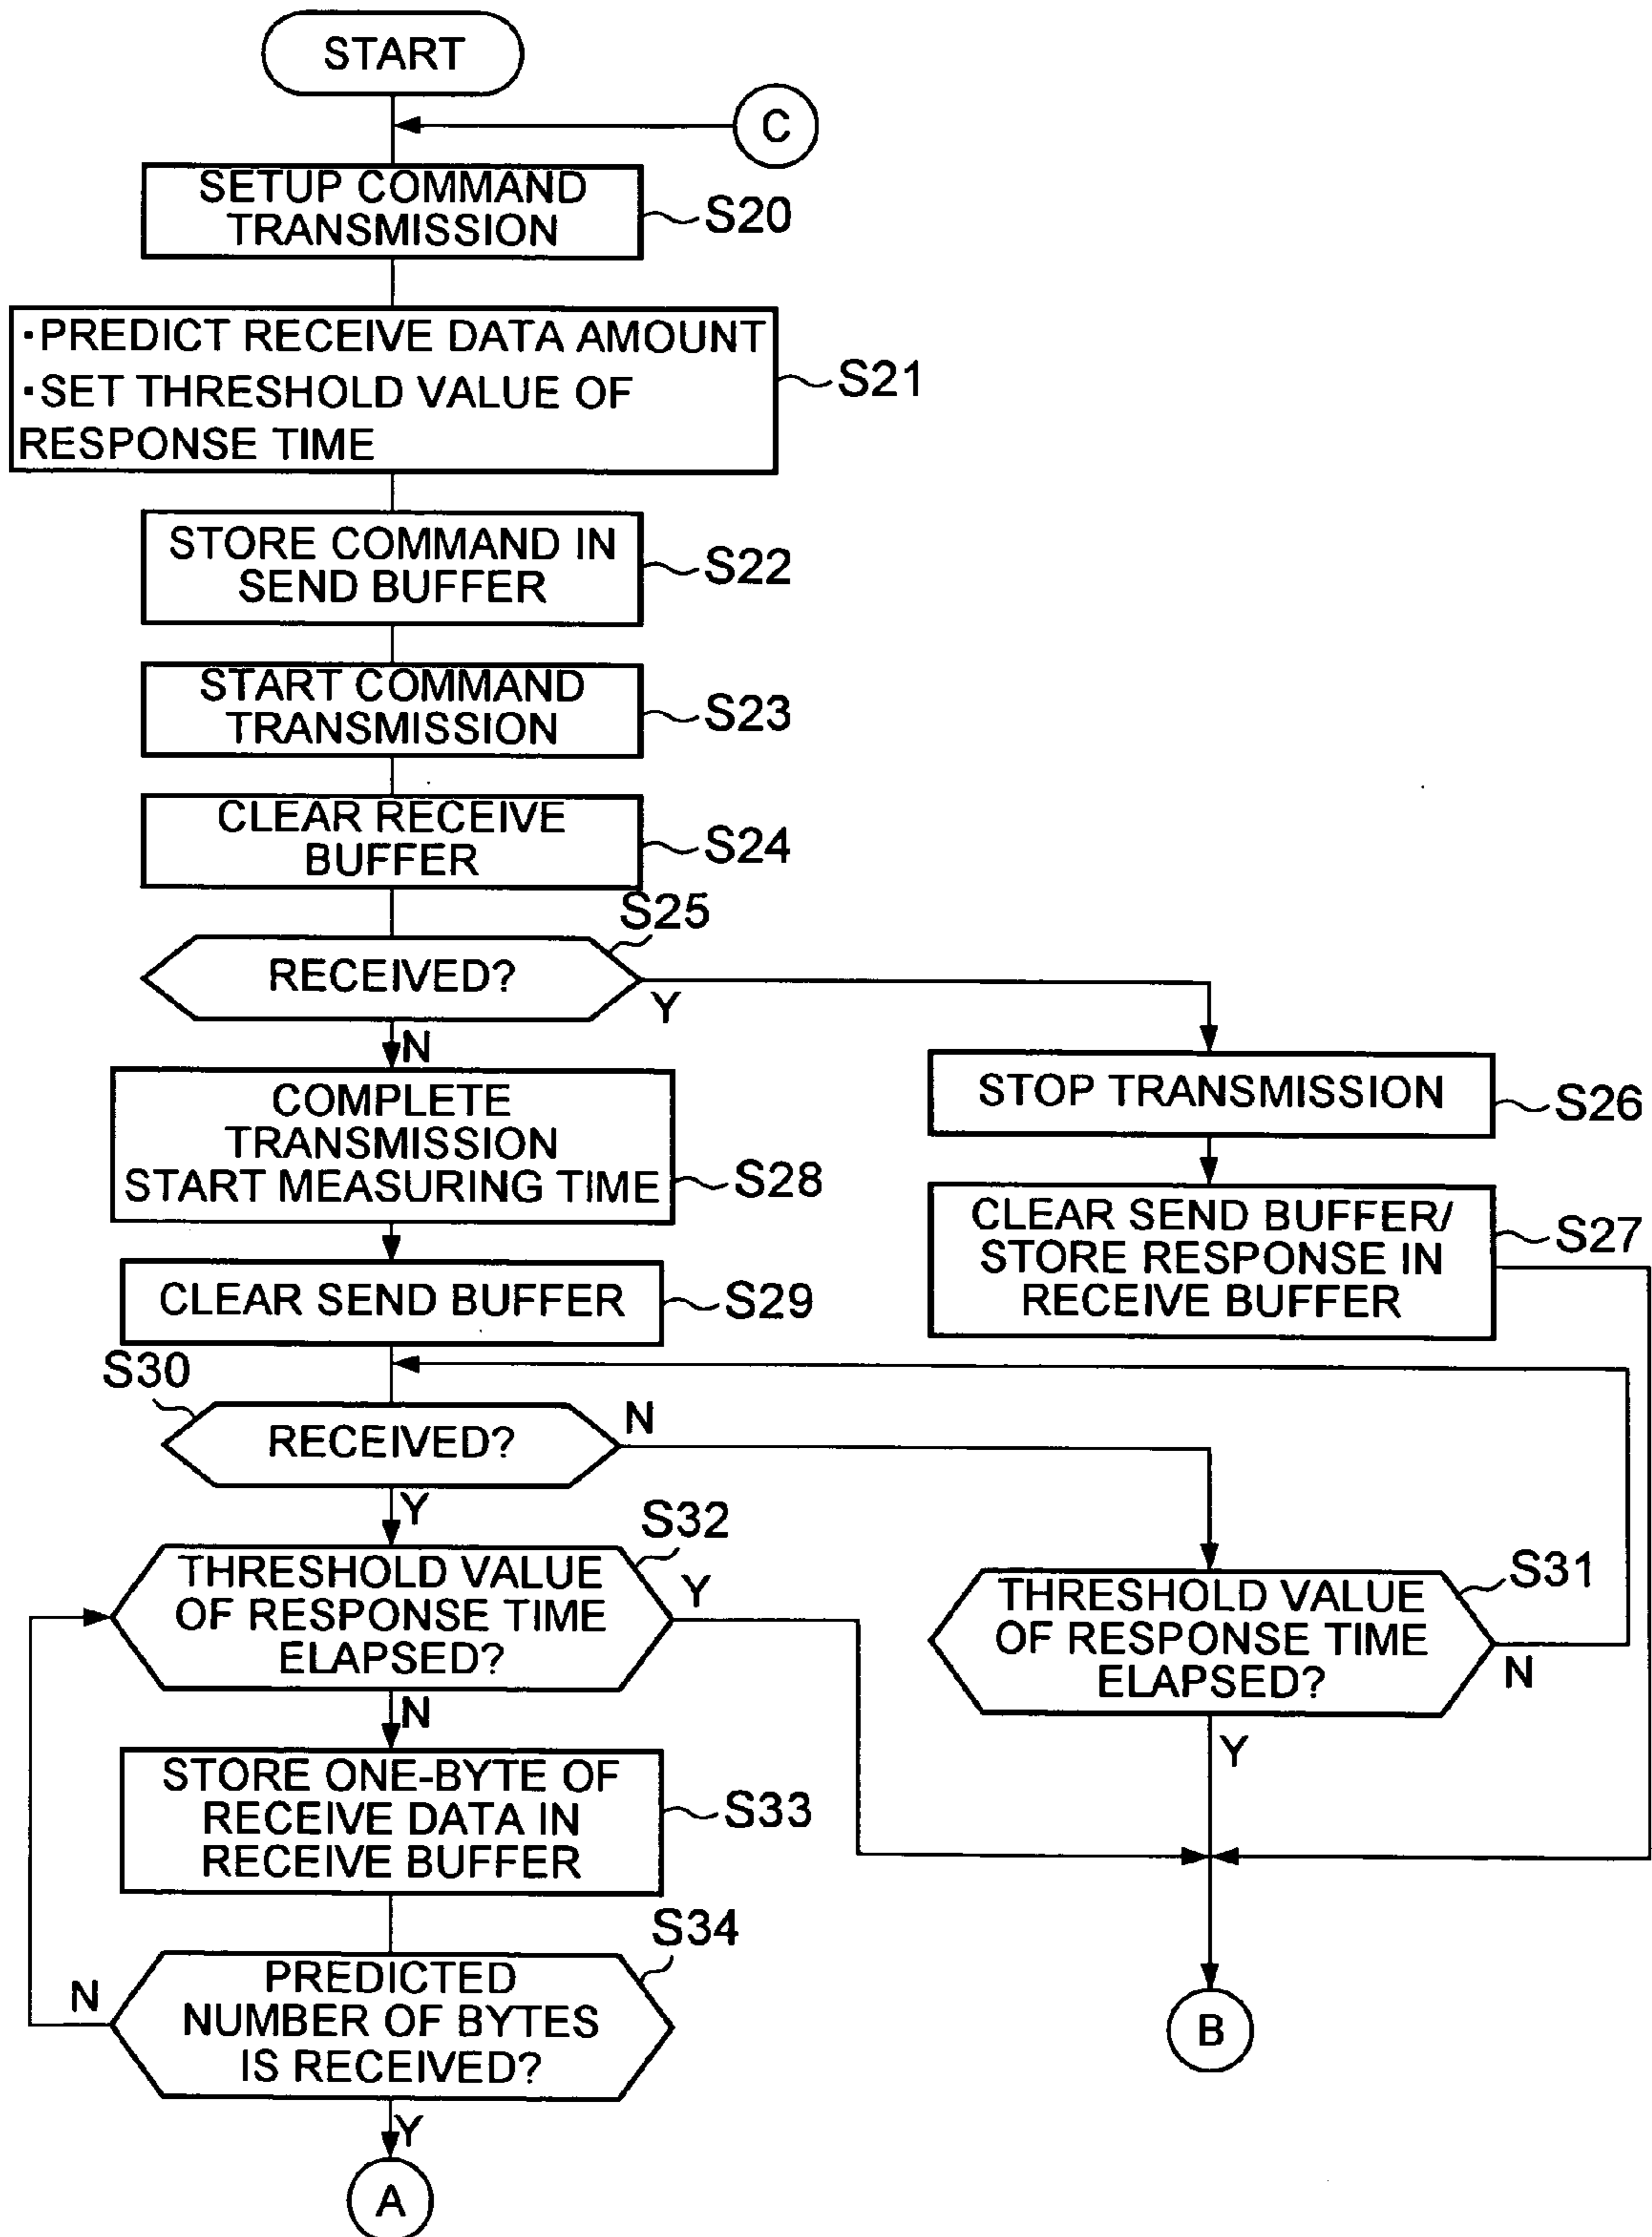 START
C
SETUP COMMAND
TRANSMISSION
S20
·PREDICT RECEIVE DATA AMOUNT
·SET THRESHOLD VALUE OF
RESPONSE TIME
S21
STORE COMMAND IN
SEND BUFFER
S22
START COMMAND
TRANSMISSION
S23
CLEAR RECEIVE
BUFFER
S24
S25
RECEIVED?
Y
N
STOP TRANSMISSION
S26
COMPLETE
TRANSMISSION
START MEASURING TIME
S28
CLEAR SEND BUFFER/
STORE RESPONSE IN
RECEIVE BUFFER
S27
CLEAR SEND BUFFER
S29
S30
RECEIVED?
N
Y
S32
THRESHOLD VALUE
OF RESPONSE TIME
ELAPSED?
Y
N
S31
THRESHOLD VALUE
OF RESPONSE TIME
ELAPSED?
N
Y
STORE ONE-BYTE OF
RECEIVE DATA IN
RECEIVE BUFFER
S33
S34
PREDICTED
NUMBER OF BYTES
IS RECEIVED?
N
Y
B
A